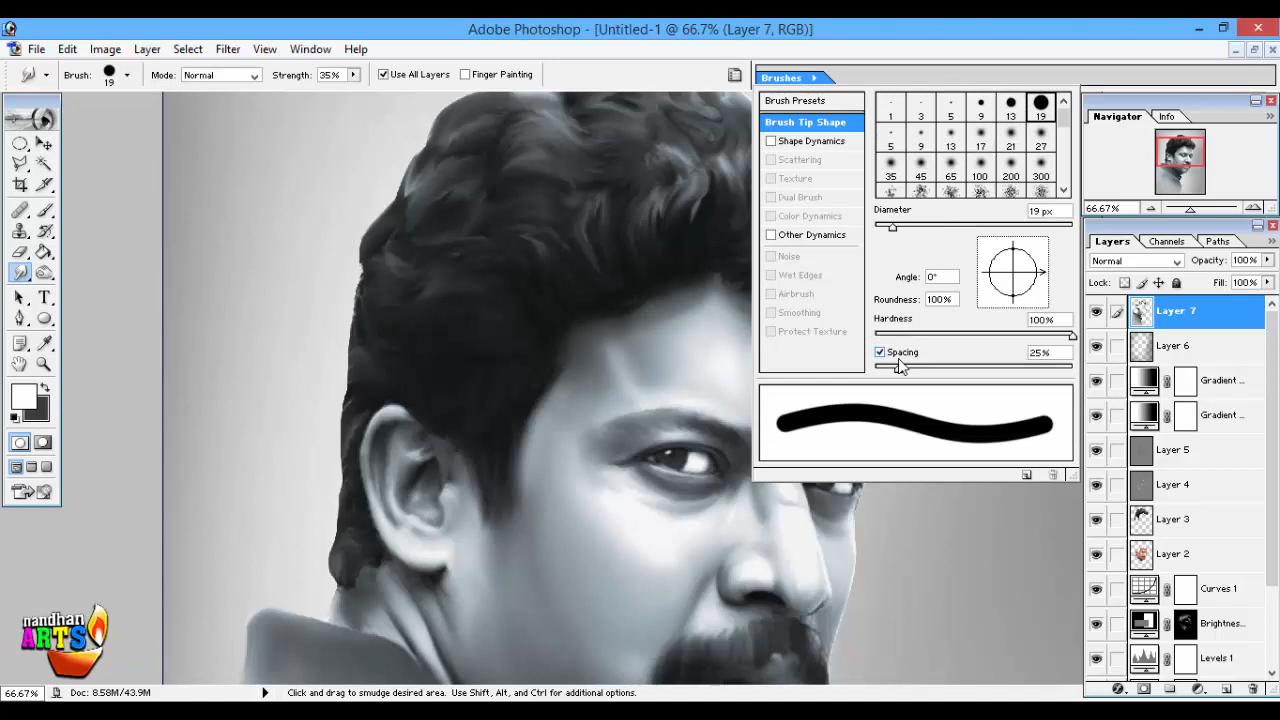 Adobe Photoshop - [Untitled-1 @ 66.7% (Layer 7, RGB)]
File Edit Image Layer Select Filter View Window Help
Brush: 19 Mode: Normal Strength: 35% Use All Layers Finger Painting
Brushes
Brush Presets
Brush Tip Shape
Shape Dynamics
Scattering
Texture
Dual Brush
Color Dynamics
Other Dynamics
Noise
Wet Edges
Airbrush
Smoothing
Protect Texture
1 3 5 9 13 19
5 9 13 17 21 27
35 45 65 100 200 300
Diameter 19 px
Angle: 0°
Roundness: 100%
Hardness 100%
Spacing 25%
Navigator Info
66.67%
Layers Channels Paths
Normal Opacity: 100%
Lock: Fill: 100%
Layer 7
Layer 6
Gradient ...
Gradient ...
Layer 5
Layer 4
Layer 3
Layer 2
Curves 1
Brightnes...
Levels 1
nandhan
ARTS
66.67% Doc: 8.58M/43.9M Click and drag to smudge desired area. Use Shift, Alt, and Ctrl for additional options.